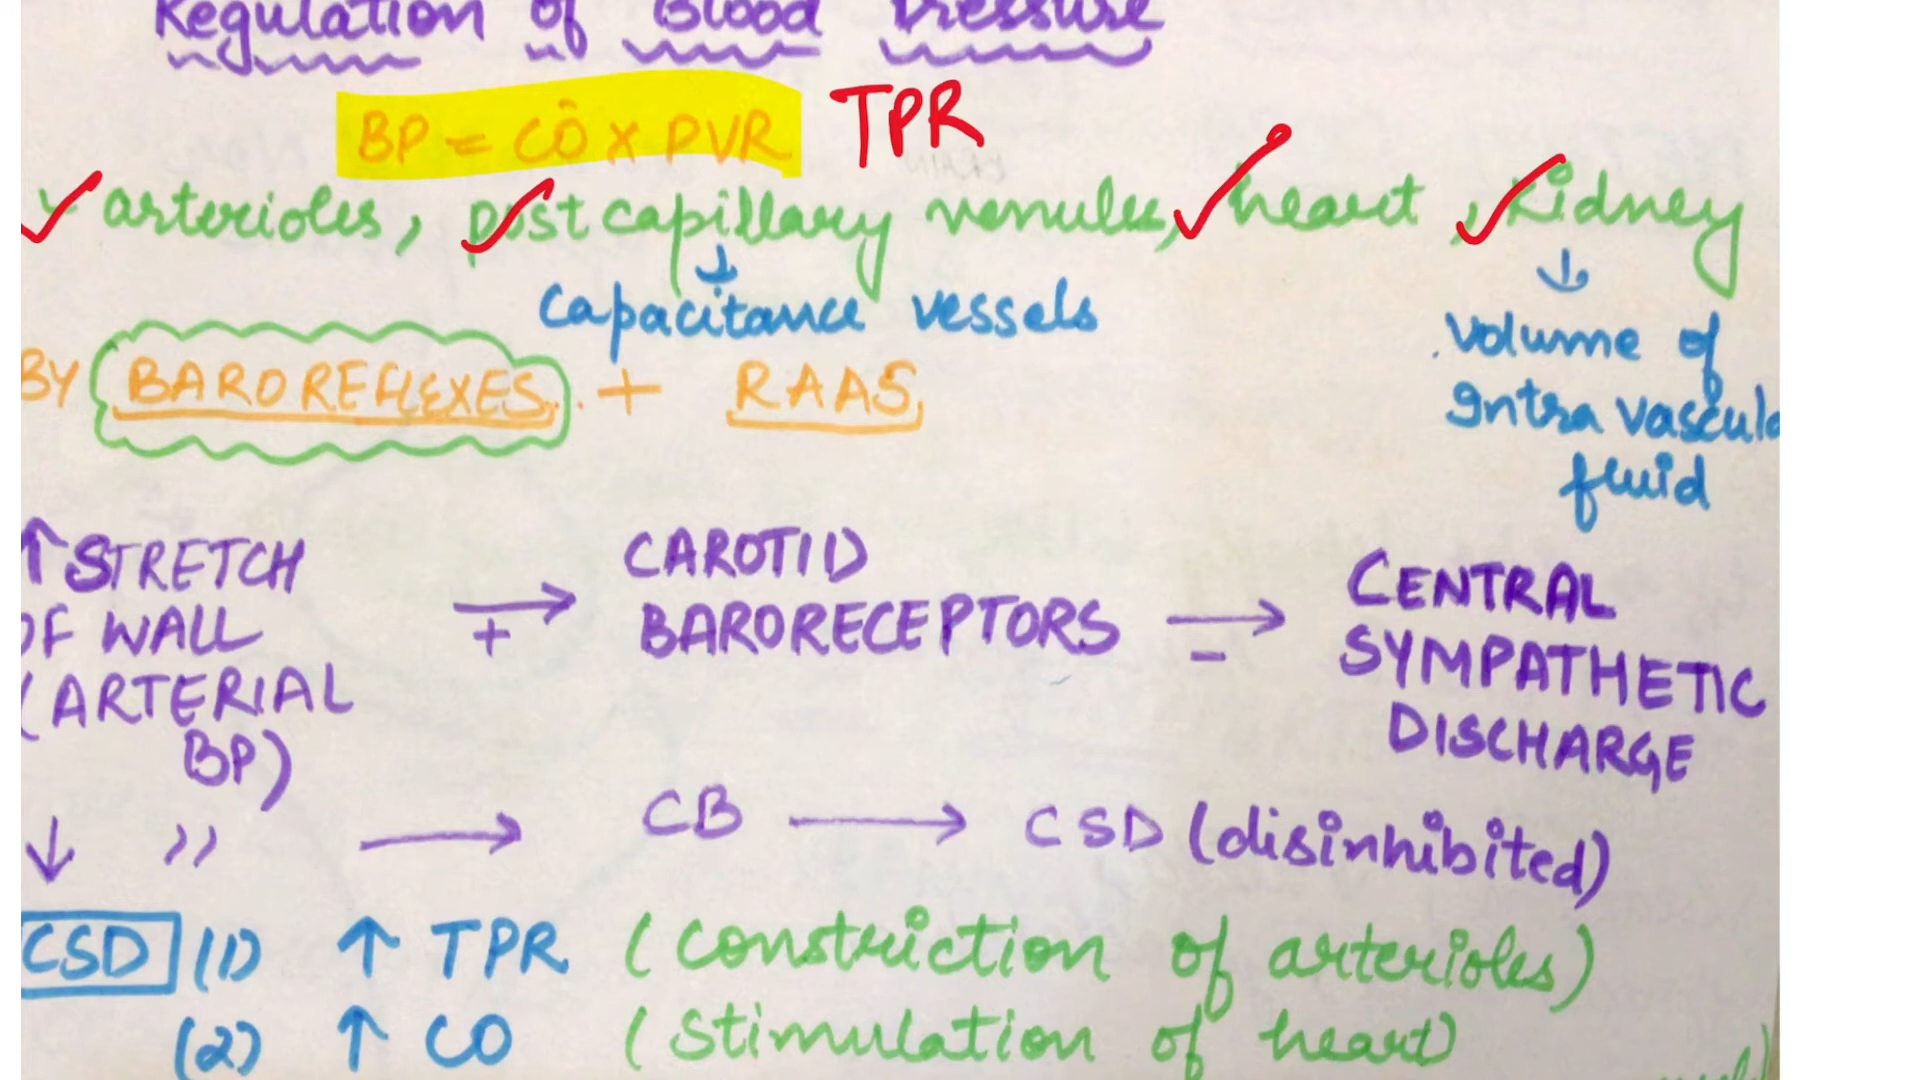 Regulation of Blood Pressure
BP = CO x PVR TPR
arterioles, post capillary venules, heart, kidney
↓ ↓
Capacitance vessels
Volume of
Intra vascula
fluid
BY BAROREFLEXES + RAAS
↑ STRETCH
OF WALL
(ARTERIAL
BP)
→
+
CAROTID
BARORECEPTORS
→
-
CENTRAL
SYMPATHETIC
DISCHARGE
↓ " → CB → CSD (disinhibited)
CSD (1) ↑ TPR (constriction of arterioles)
(2) ↑ CO (stimulation of heart)